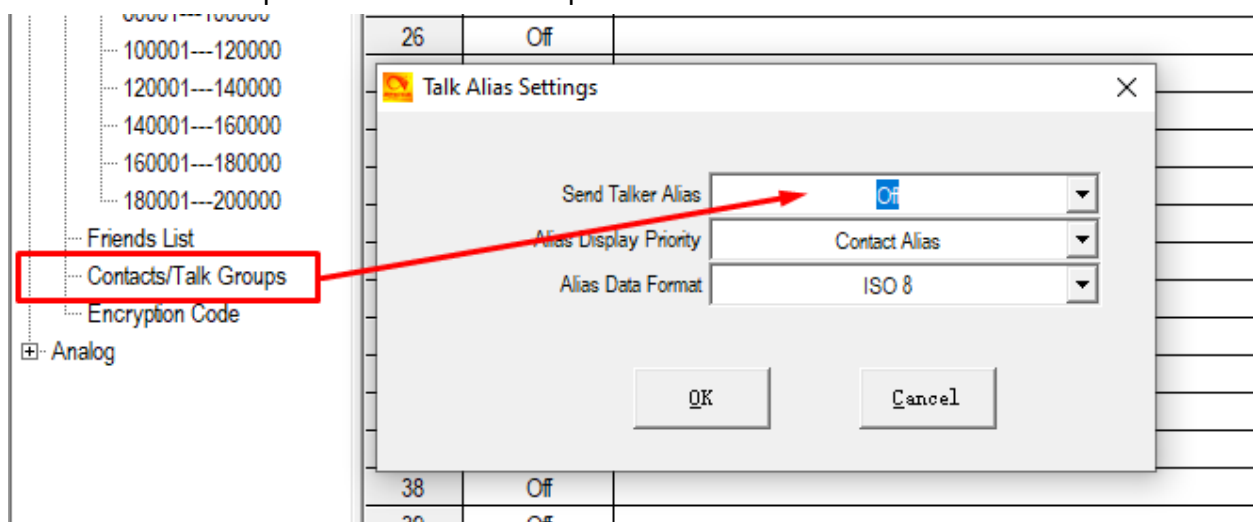 100001---120000
120001---140000
140001---160000
160001---180000
180001---200000
Friends List
Contacts/Talk Groups
Encryption Code
Analog
26 Off
Talk Alias Settings
Send Talker Alias Off
Alias Display Priority Contact Alias
Alias Data Format ISO 8
OK Cancel
38 Off